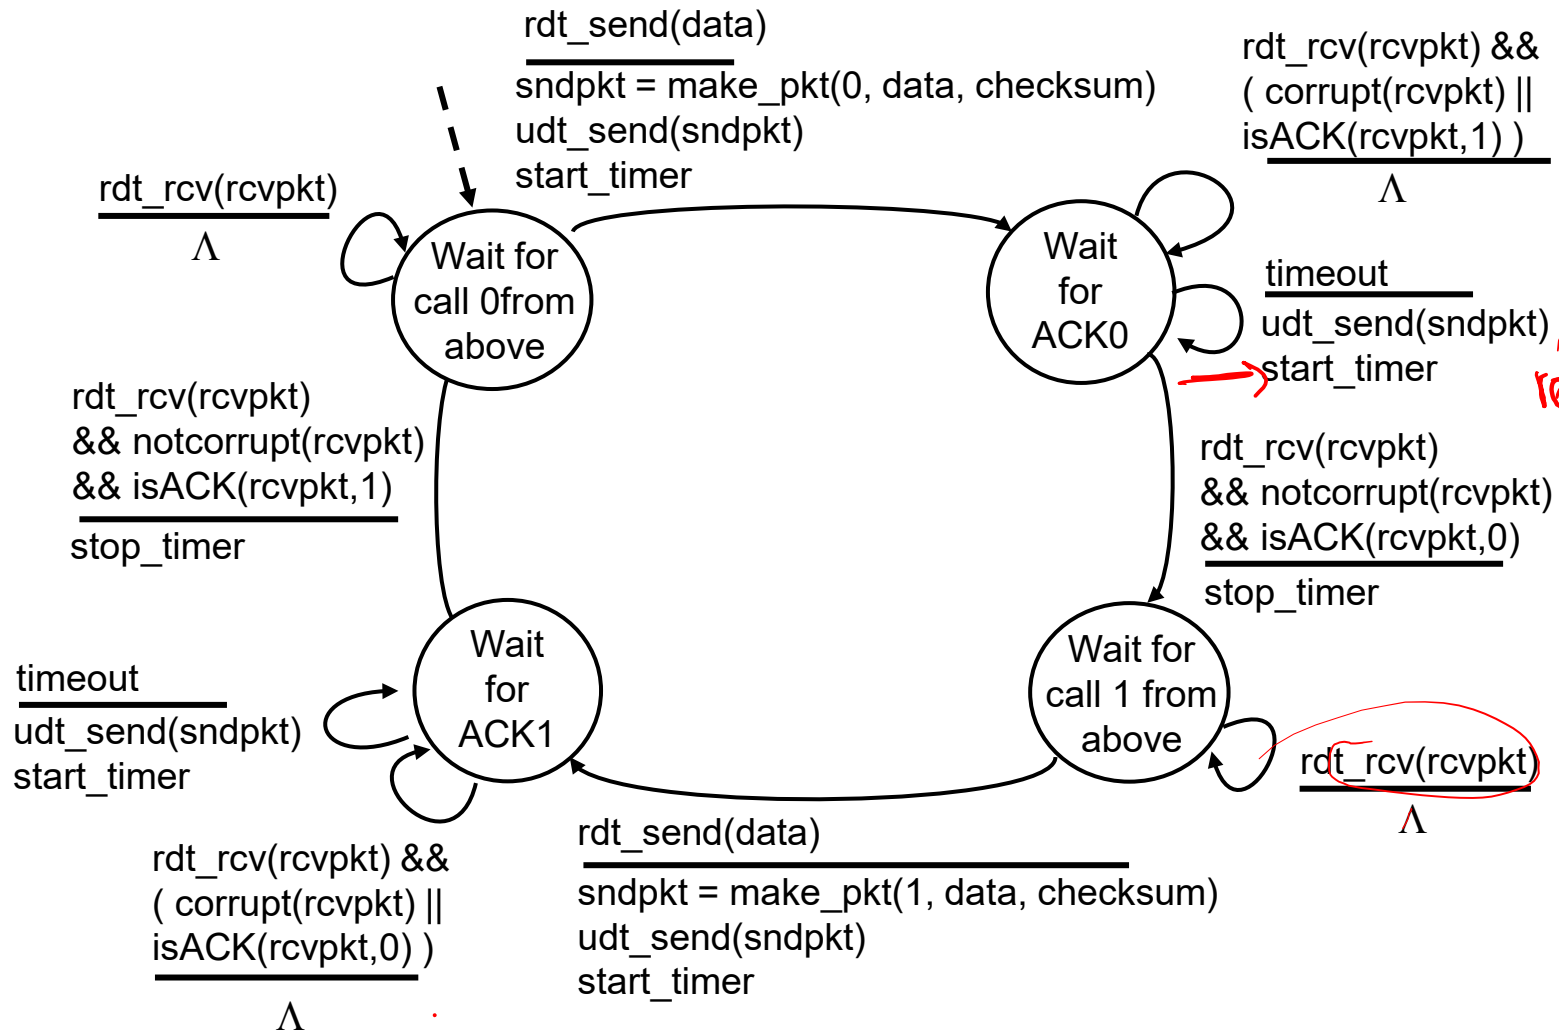 rdt_send(data)
sndpkt = make_pkt(0, data, checksum)
udt_send(sndpkt)
start_timer
rdt_rcv(rcvpkt) &&
( corrupt(rcvpkt) ||
isACK(rcvpkt,1) )
Λ
rdt_rcv(rcvpkt)
Λ
Wait for
call 0from
above
Wait
for
ACK0
timeout
udt_send(sndpkt)
start_timer
rdt_rcv(rcvpkt)
&& notcorrupt(rcvpkt)
&& isACK(rcvpkt,1)
stop_timer
rdt_rcv(rcvpkt)
&& notcorrupt(rcvpkt)
&& isACK(rcvpkt,0)
stop_timer
Wait
for
ACK1
Wait for
call 1 from
above
timeout
udt_send(sndpkt)
start_timer
rdt_rcv(rcvpkt)
Λ
rdt_rcv(rcvpkt) &&
( corrupt(rcvpkt) ||
isACK(rcvpkt,0) )
Λ
rdt_send(data)
sndpkt = make_pkt(1, data, checksum)
udt_send(sndpkt)
start_timer